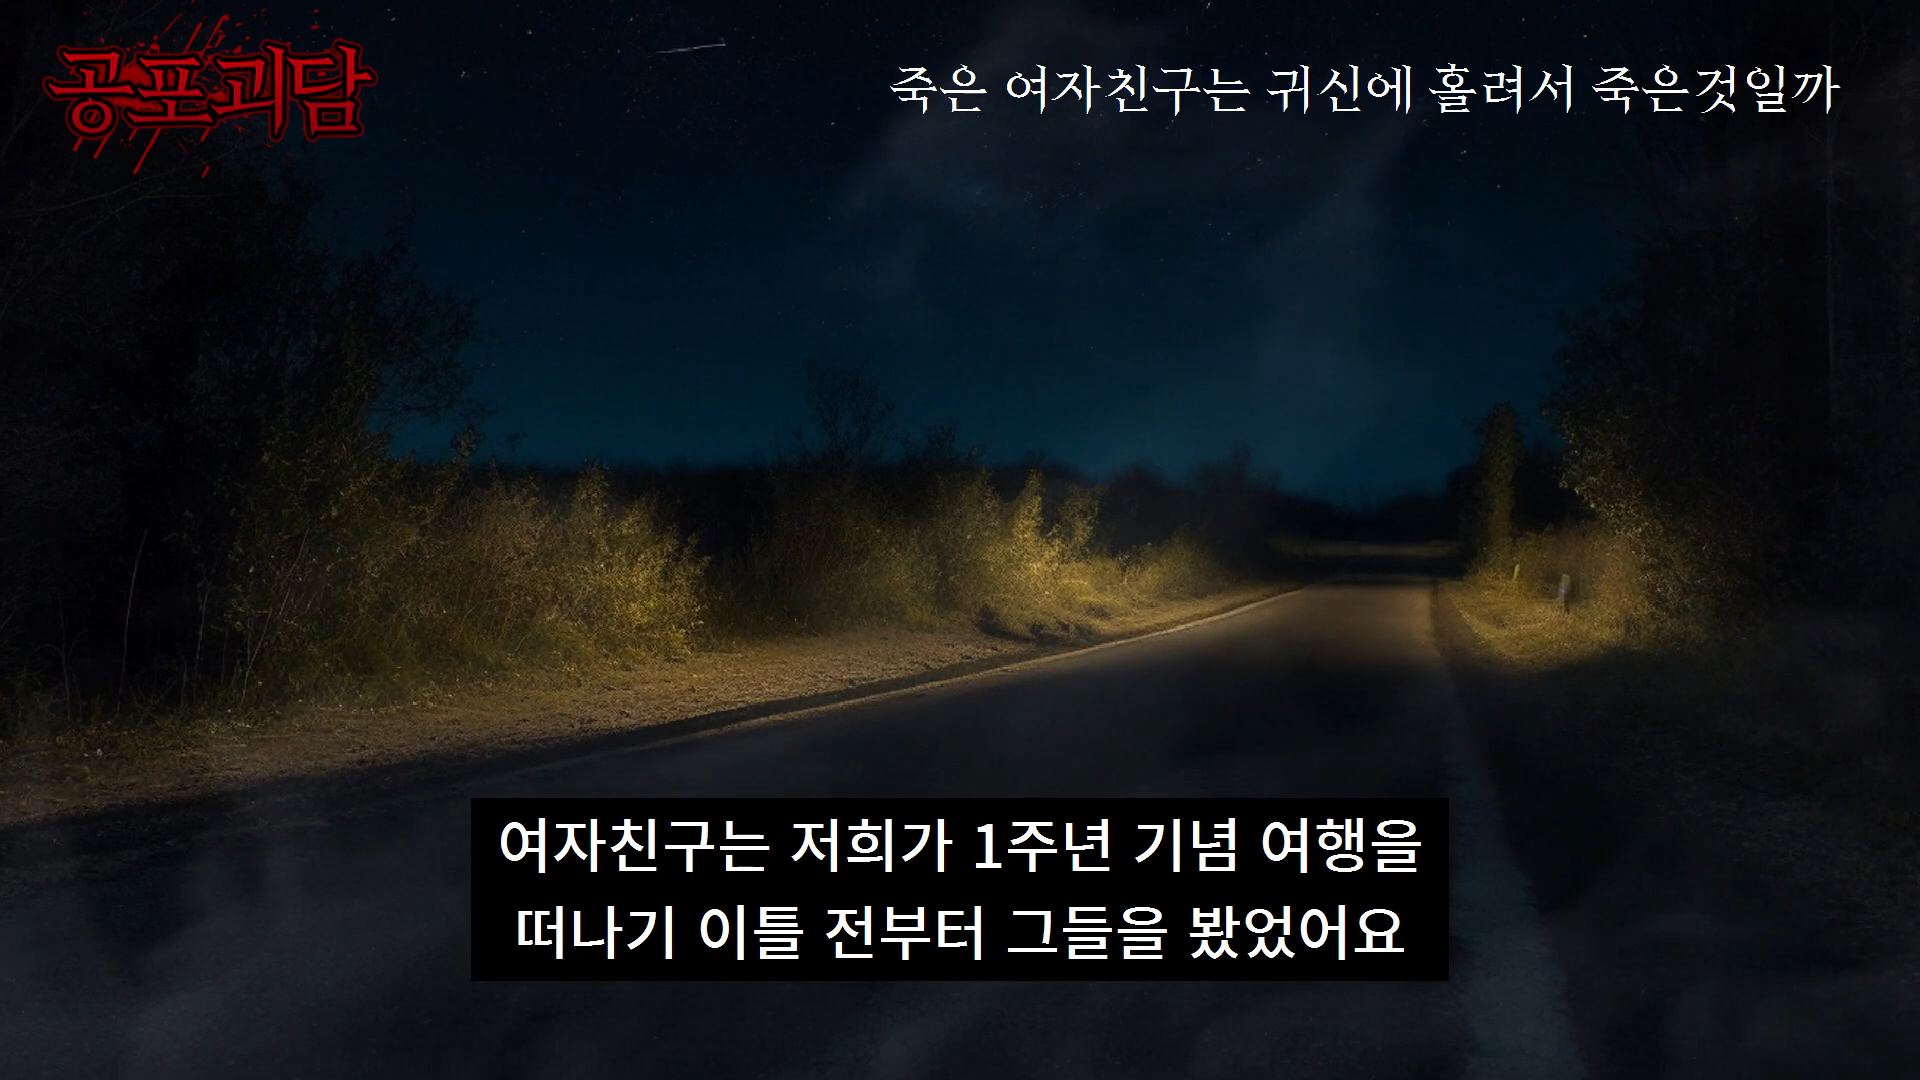 공포괴담
죽은 여자친구는 귀신에 홀려서 죽은것일까
여자친구는 저희가 1주년 기념 여행을
떠나기 이틀 전부터 그들을 봤었어요